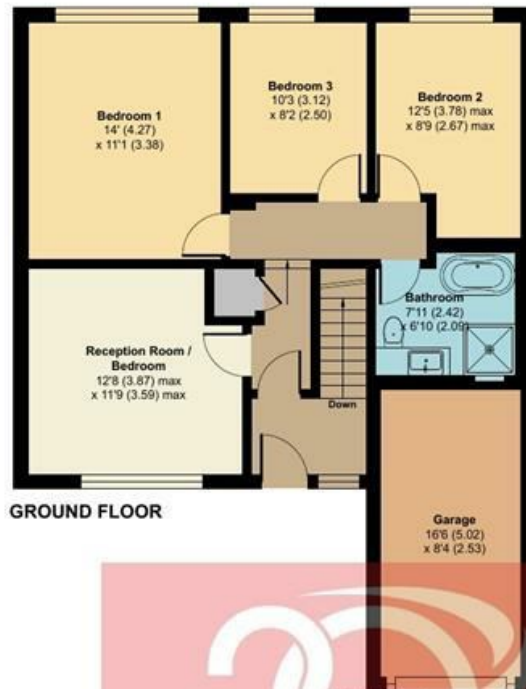 Bedroom 1
14' (4.27)
x 11'1 (3.38)
Bedroom 3
10'3 (3.12)
x 8'2 (2.50)
Bedroom 2
12'5 (3.78) max
x 8'9 (2.67) max
Bathroom
7'11 (2.42)
x 6'10 (2.09)
Reception Room /
Bedroom
12'8 (3.87) max
x 11'9 (3.59) max
Down
GROUND FLOOR
Garage
16'6 (5.02)
x 8'4 (2.53)